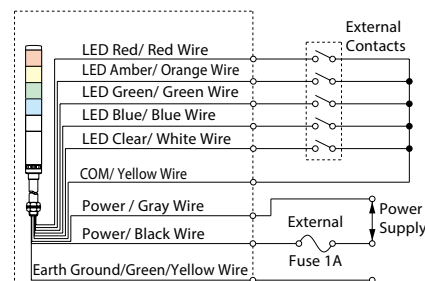 External
Contacts
LED Red/ Red Wire
LED Amber/ Orange Wire
LED Green/ Green Wire
LED Blue/ Blue Wire
LED Clear/ White Wire
COM/ Yellow Wire
Power / Gray Wire
Power/ Black Wire
External
Fuse 1A
Power
Supply
Earth Ground/Green/Yellow Wire